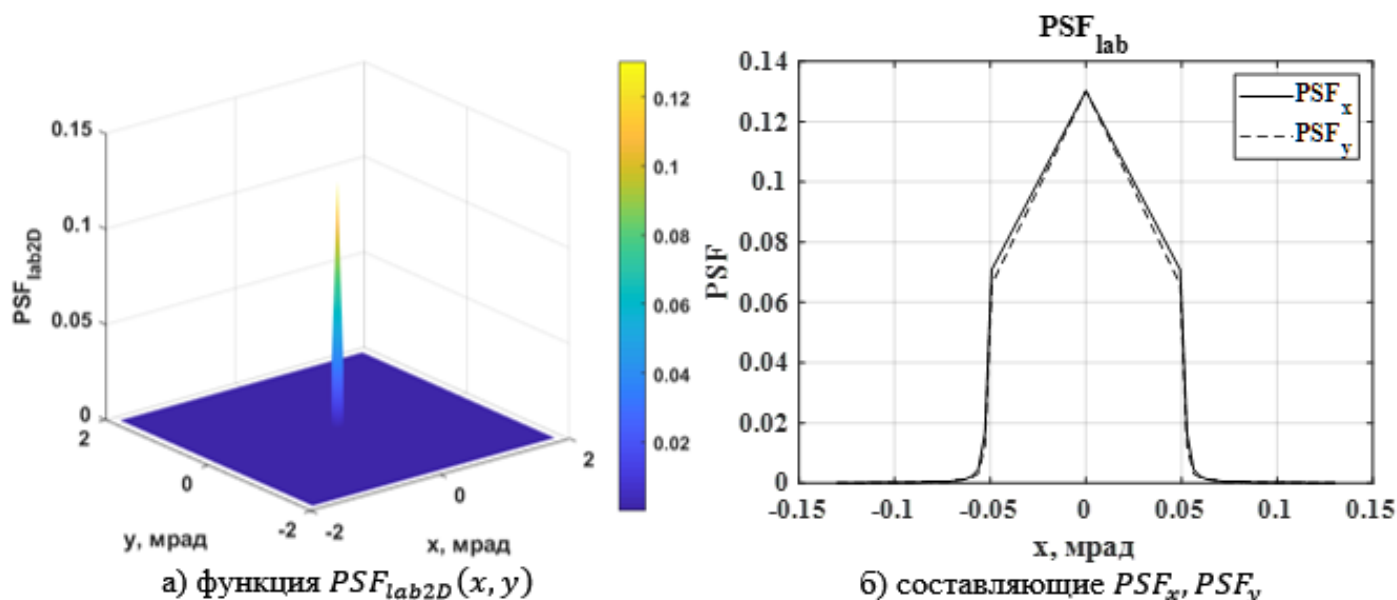 0.15
0.1
0.05
0
PSF_lab2D
2
0
-2
y, мрад
-2
0
2
x, мрад
0.12
0.1
0.08
0.06
0.04
0.02
а) функция PSF_lab2D(x, y)
PSF_lab
0.14
0.12
0.1
0.08
0.06
0.04
0.02
0
PSF
PSF_x
PSF_y
-0.15 -0.1 -0.05 0 0.05 0.1 0.15
x, мрад
б) составляющие PSF_x, PSF_y